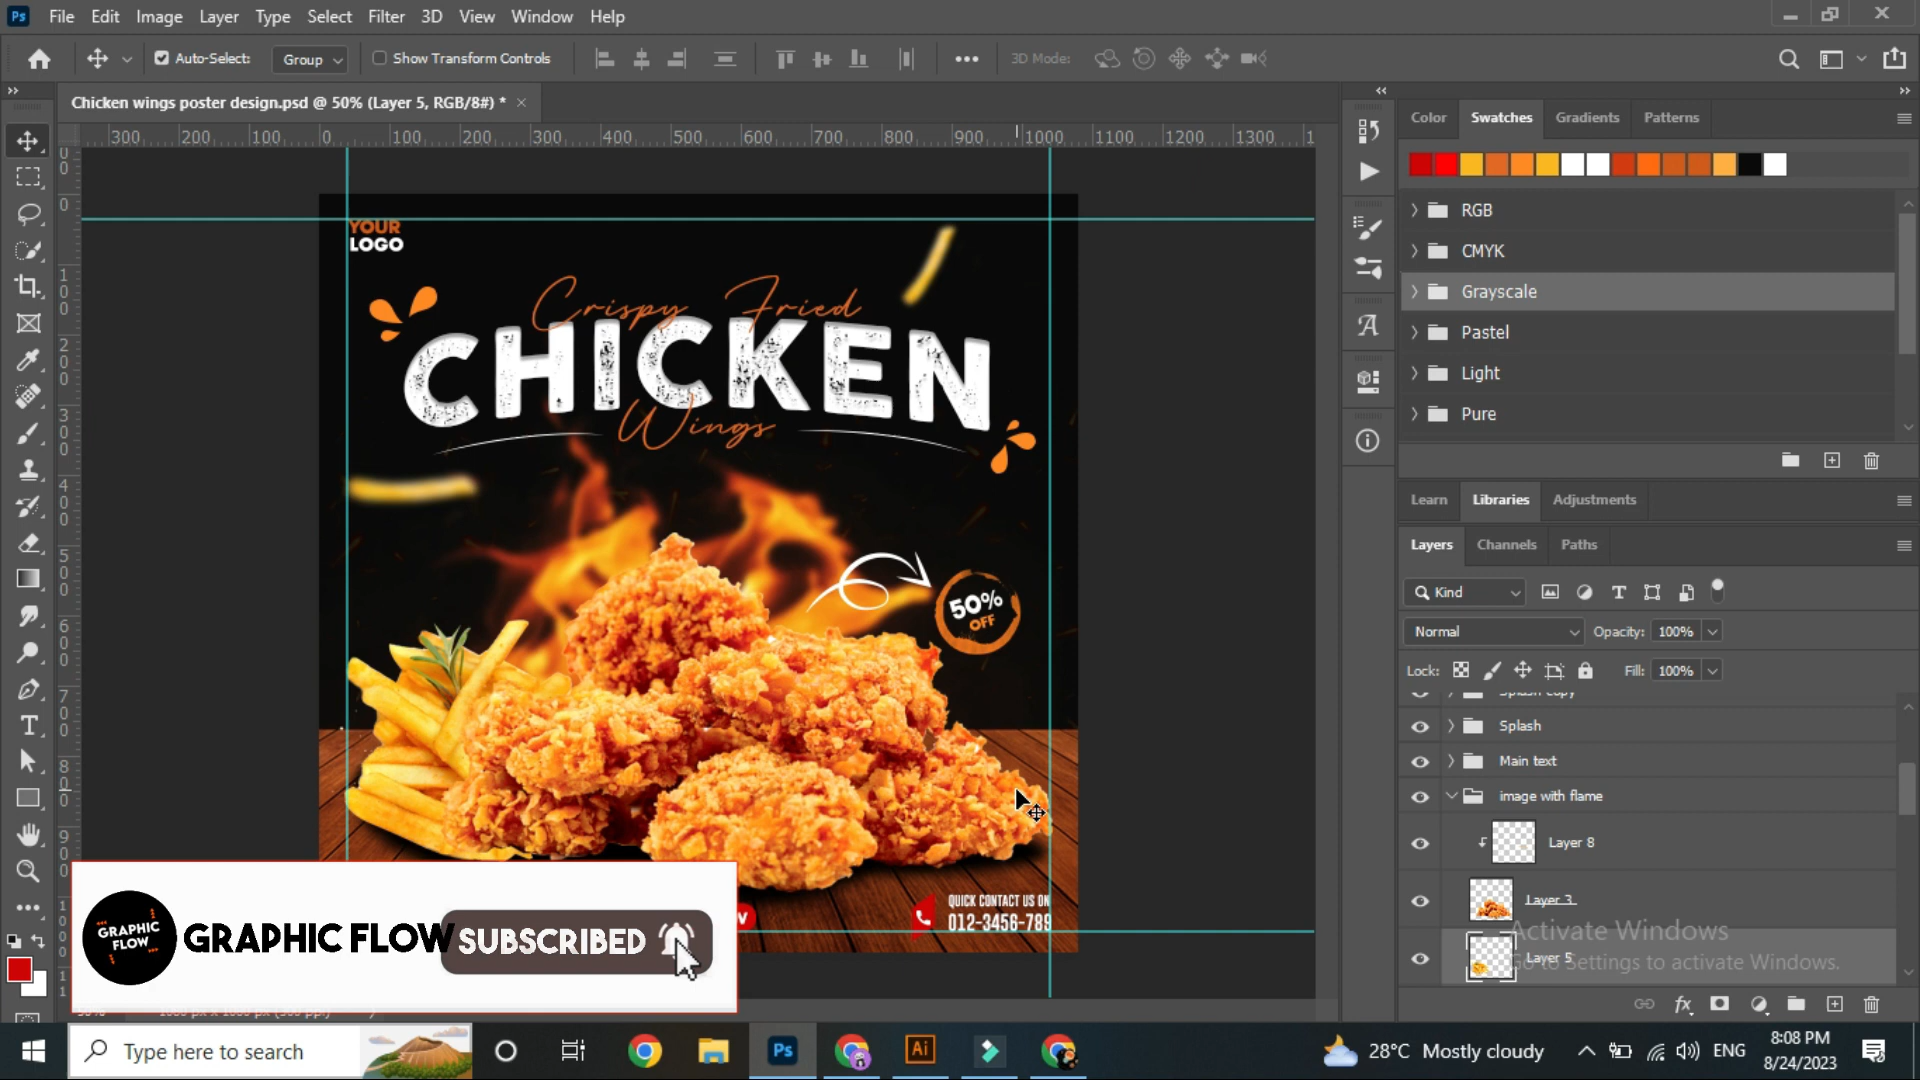 Ps File Edit Image Layer Type Select Filter 3D View Window Help
Auto-Select: Group Show Transform Controls 3D Mode:
Chicken wings poster design.psd @ 50% (Layer 5, RGB/8#) *
300 200 100 0 100 200 300 400 500 600 700 800 900 1000 1100 1200 1300
YOUR
LOGO
Crispy Fried
CHICKEN
Wings
50%
OFF
QUICK CONTACT US ON
012-3456-789
GRAPHIC
FLOW
GRAPHIC FLOW
SUBSCRIBED
Color Swatches Gradients Patterns
RGB
CMYK
Grayscale
Pastel
Light
Pure
Learn Libraries Adjustments
Layers Channels Paths
Kind
Normal Opacity: 100%
Lock: Fill: 100%
Splash copy
Splash
Main text
image with flame
Layer 8
Layer 3
Layer 5
Activate Windows
Go to Settings to activate Windows.
Type here to search
Ps
Ai
28°C Mostly cloudy
ENG
8:08 PM
8/24/2023